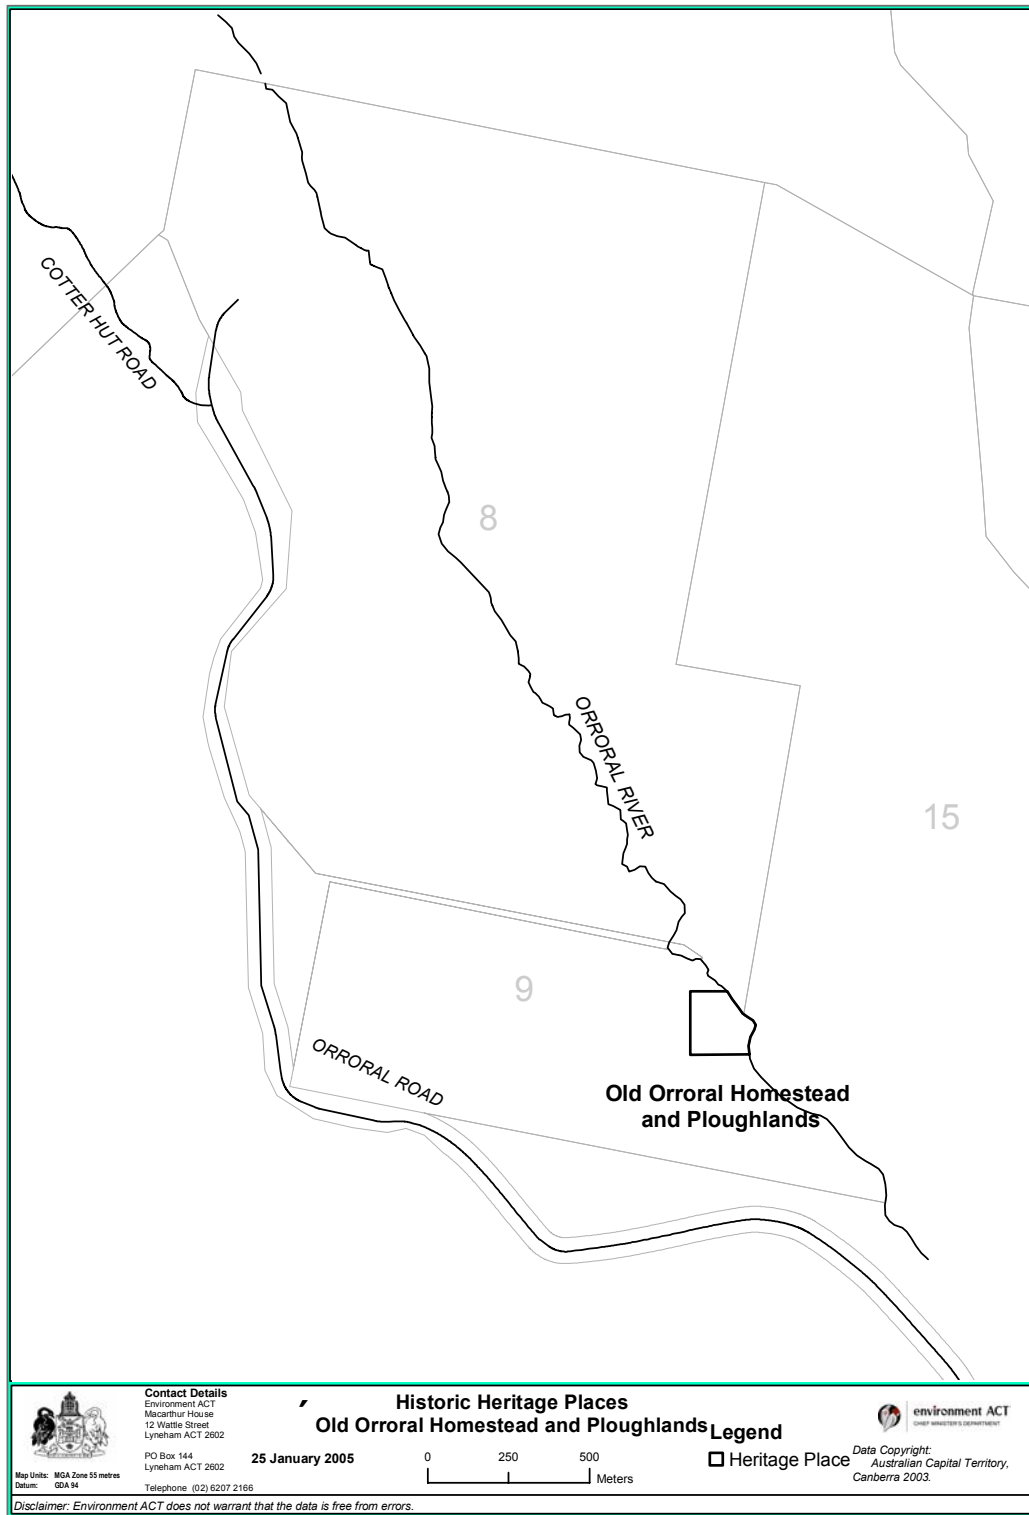 COTTER HUT ROAD
8
ORRORAL RIVER
15
9
ORRORAL ROAD
Old Orroral Homestead
and Ploughlands
Contact Details
Environment ACT
Macarthur House
12 Wattle Street
Lyneham ACT 2602
PO Box 144
Lyneham ACT 2602
Telephone (02) 6207 2166
Map Units: MGA Zone 55 metres
Datum: GDA 94
25 January 2005
Historic Heritage Places
Old Orroral Homestead and Ploughlands
0 250 500
Meters
Legend
Heritage Place
environment ACT
CHIEF MINISTER'S DEPARTMENT
Data Copyright:
Australian Capital Territory,
Canberra 2003.
Disclaimer: Environment ACT does not warrant that the data is free from errors.